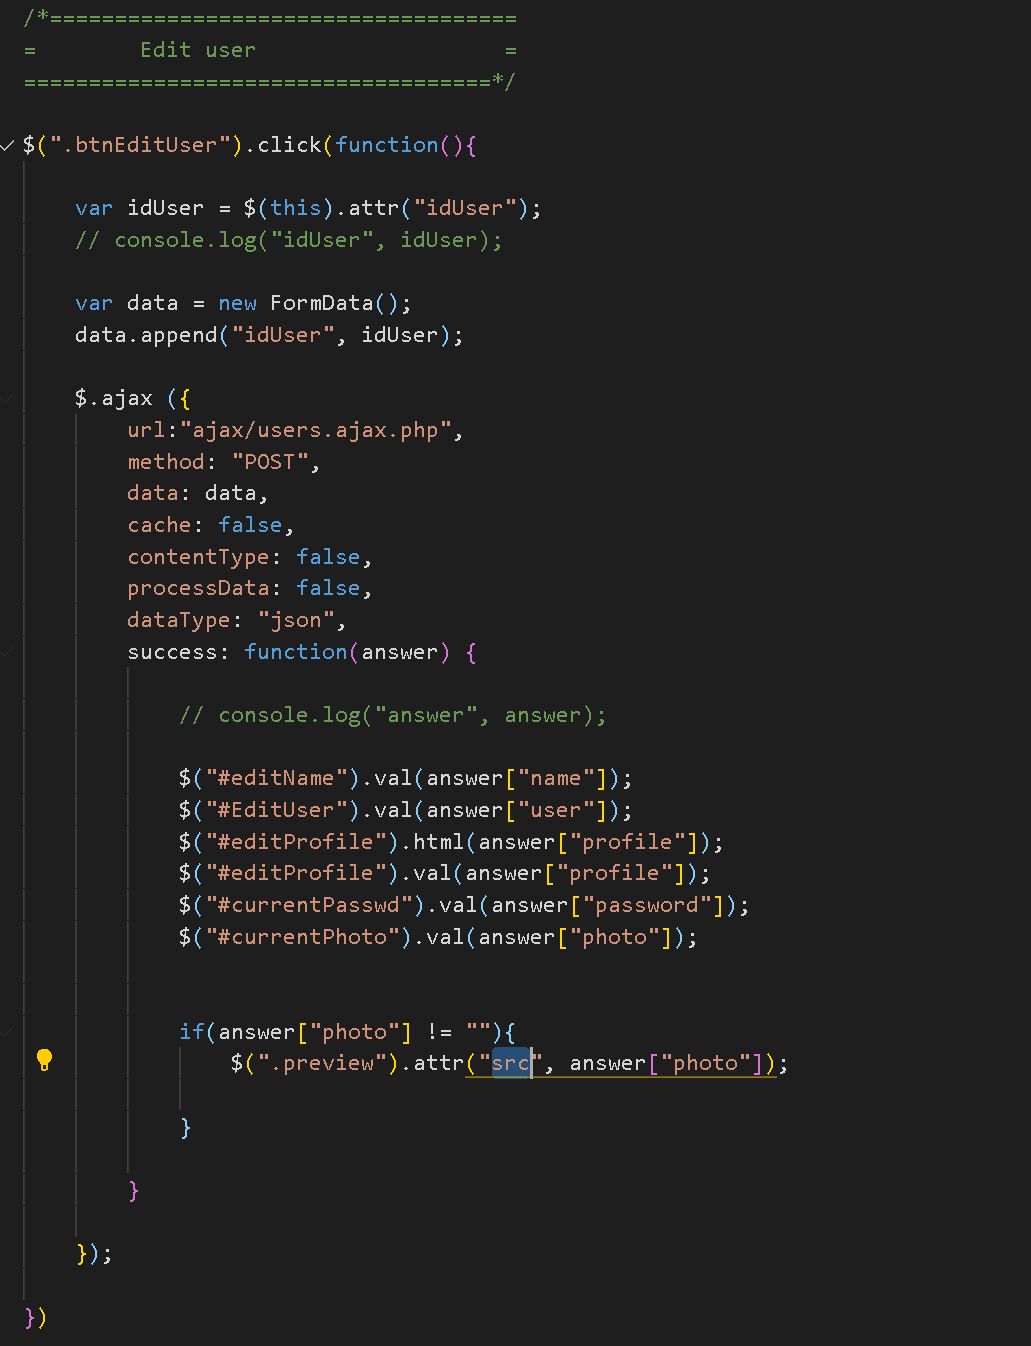 /*====================================
=        Edit user                   =
====================================*/
$(".btnEditUser").click(function(){
var idUser = $(this).attr("idUser");
// console.log("idUser", idUser);
var data = new FormData();
data.append("idUser", idUser);
$.ajax ({
url:"ajax/users.ajax.php",
method: "POST",
data: data,
cache: false,
contentType: false,
processData: false,
dataType: "json",
success: function(answer) {
// console.log("answer", answer);
$("#editName").val(answer["name"]);
$("#EditUser").val(answer["user"]);
$("#editProfile").html(answer["profile"]);
$("#editProfile").val(answer["profile"]);
$("#currentPasswd").val(answer["password"]);
$("#currentPhoto").val(answer["photo"]);
if(answer["photo"] != ""){
$(".preview").attr("src", answer["photo"]);
}
}
});
})